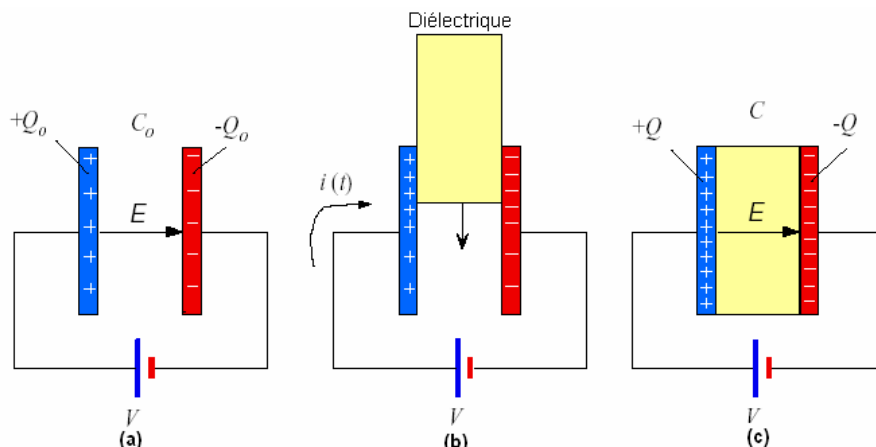 Diélectrique
+Qo
Co
-Qo
E
V
(a)
i (t)
V
(b)
+Q
C
-Q
E
V
(c)